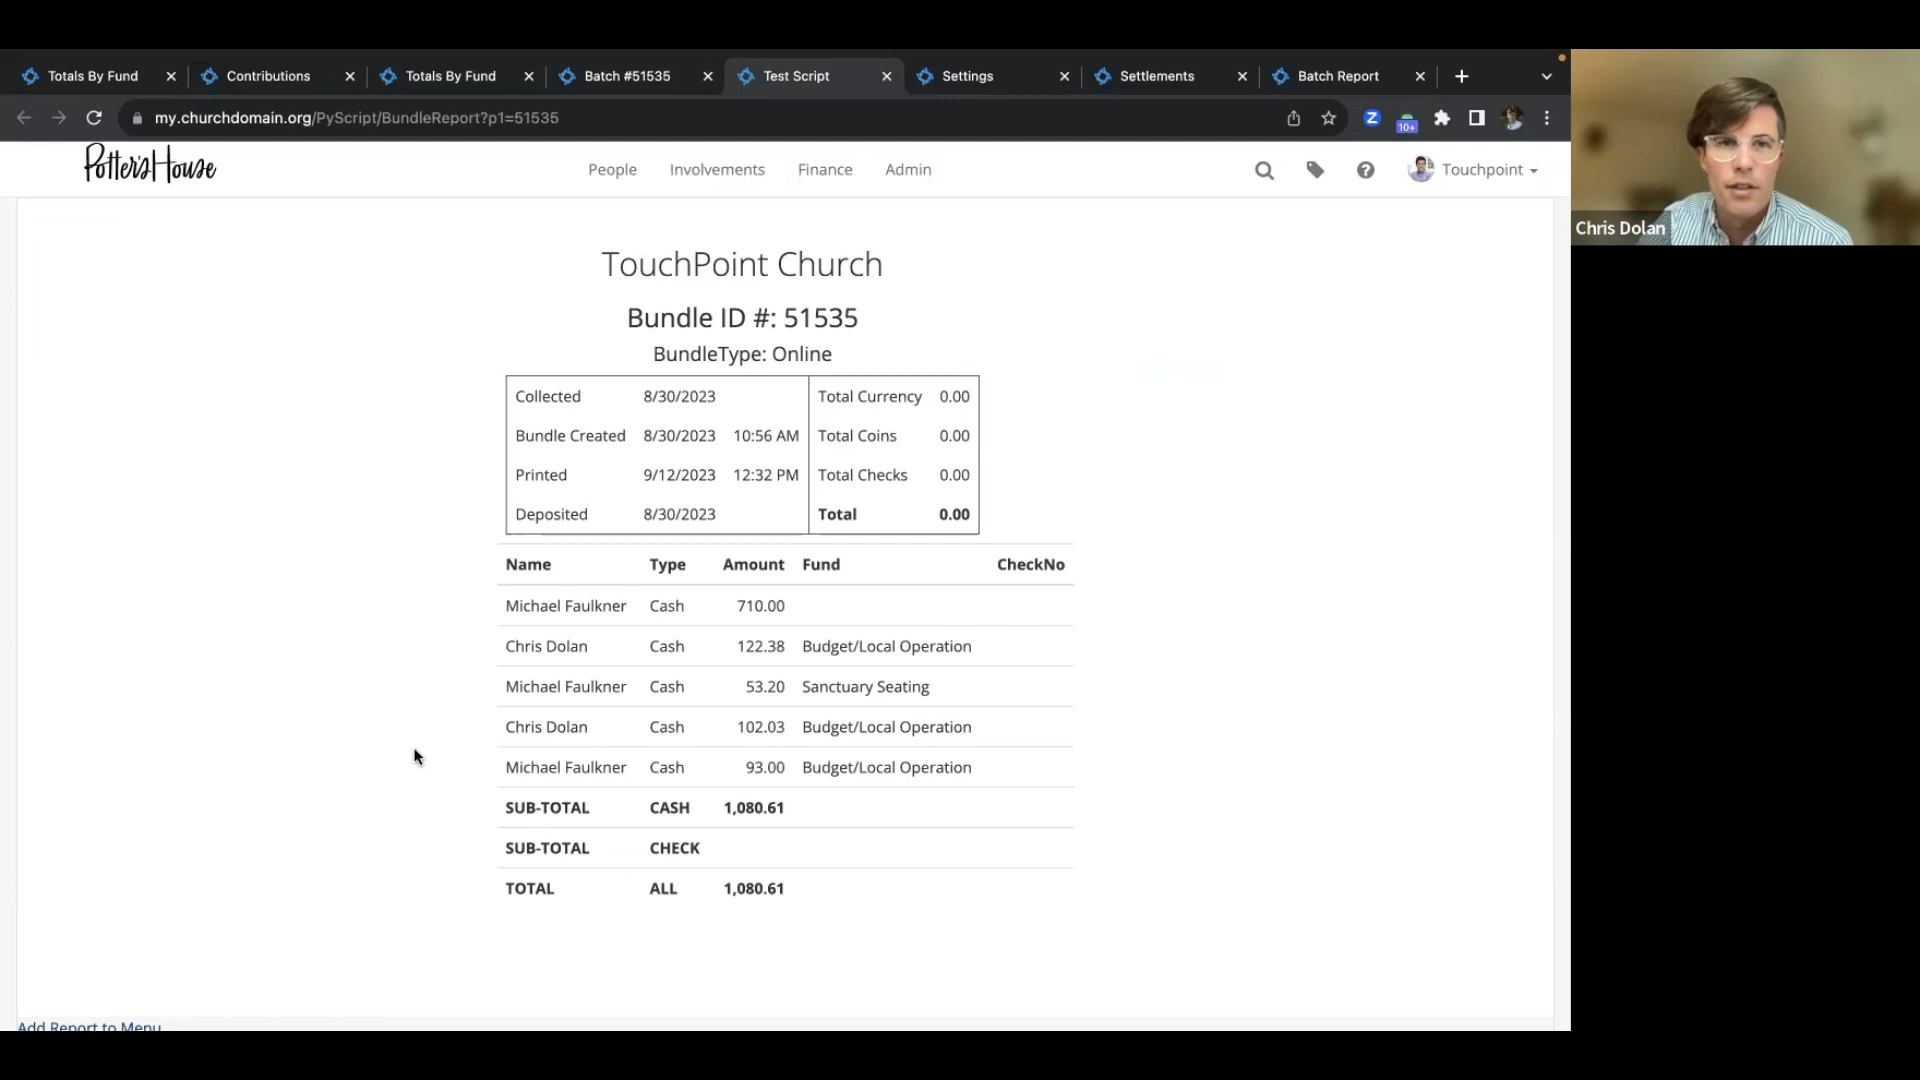 Totals By Fund Contributions Totals By Fund Batch #51535 Test Script Settings Settlements Batch Report
my.churchdomain.org/PyScript/BundleReport?p1=51535
Z 10+
Potter's House People Involvements Finance Admin Touchpoint
Chris Dolan
TouchPoint Church
Bundle ID #: 51535
BundleType: Online
Collected 8/30/2023 Total Currency 0.00
Bundle Created 8/30/2023 10:56 AM Total Coins 0.00
Printed 9/12/2023 12:32 PM Total Checks 0.00
Deposited 8/30/2023 Total 0.00
Name Type Amount Fund CheckNo
Michael Faulkner Cash 710.00
Chris Dolan Cash 122.38 Budget/Local Operation
Michael Faulkner Cash 53.20 Sanctuary Seating
Chris Dolan Cash 102.03 Budget/Local Operation
Michael Faulkner Cash 93.00 Budget/Local Operation
SUB-TOTAL CASH 1,080.61
SUB-TOTAL CHECK
TOTAL ALL 1,080.61
Add Report to Menu